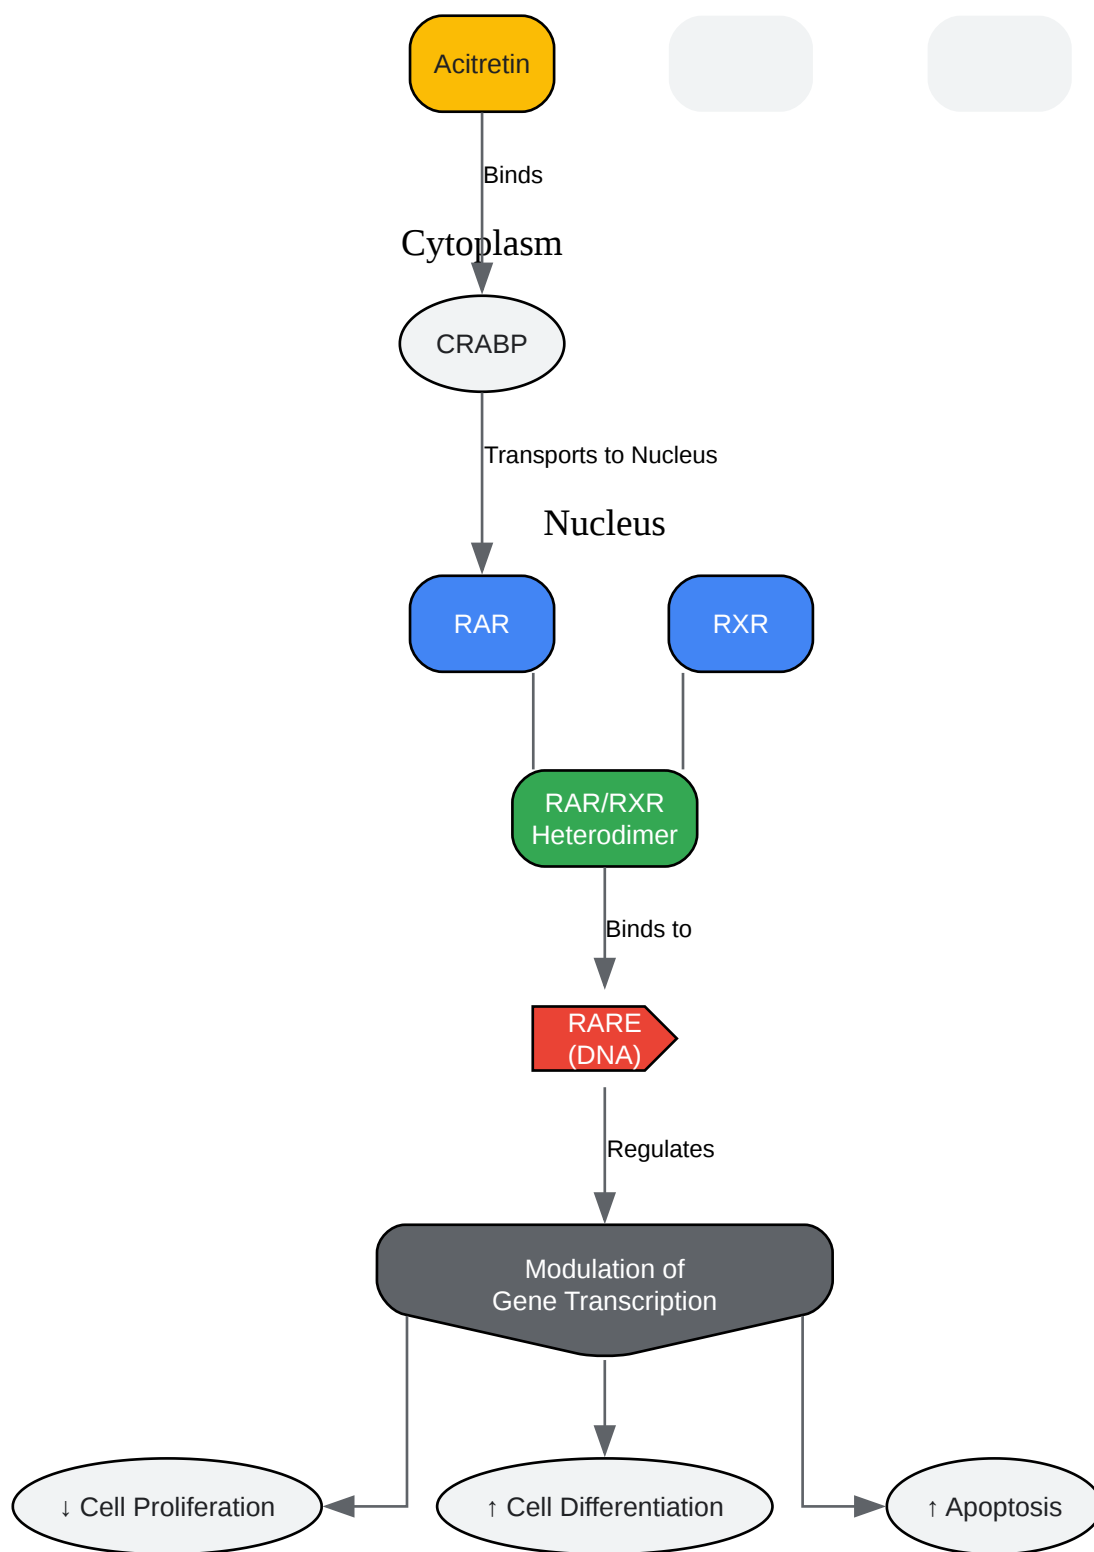 Acitretin
Binds
Cytoplasm
CRABP
Transports to Nucleus
Nucleus
RAR
RXR
RAR/RXR
Heterodimer
Binds to
RARE
(DNA)
Regulates
Modulation of
Gene Transcription
↓ Cell Proliferation
↑ Cell Differentiation
↑ Apoptosis